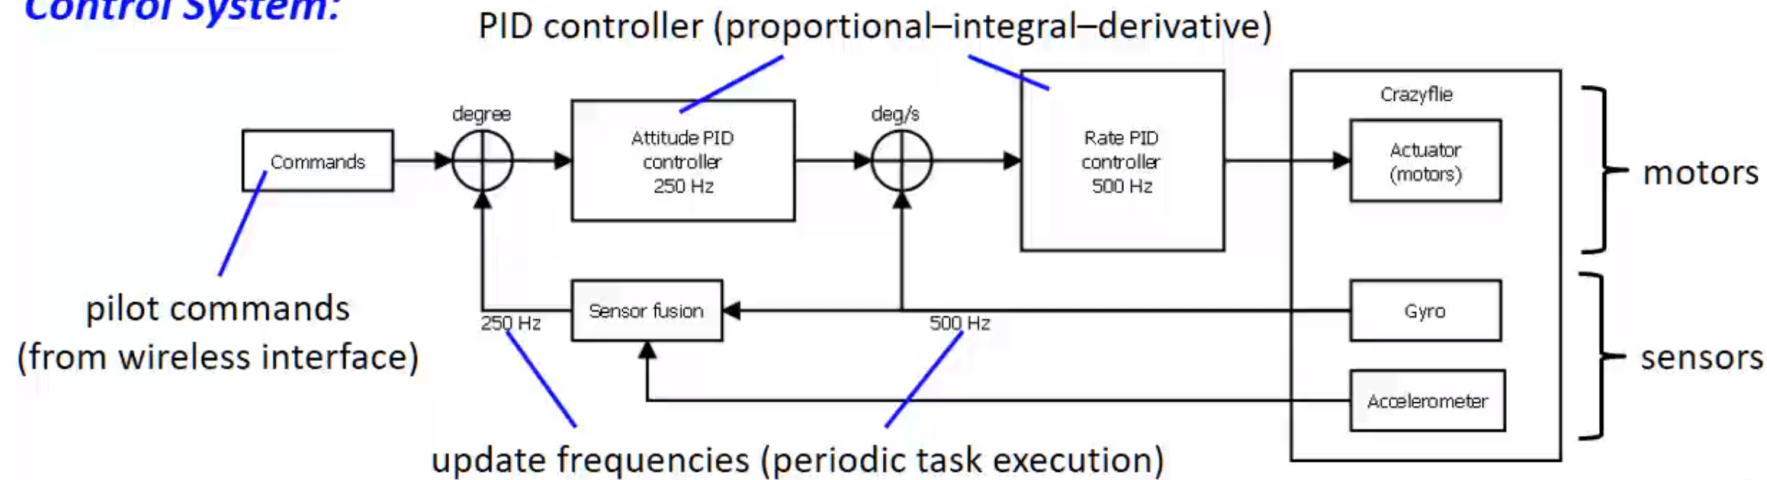 Control System:
PID controller (proportional–integral–derivative)
degree
deg/s
Commands
Attitude PID
controller
250 Hz
Rate PID
controller
500 Hz
Crazyflie
Actuator
(motors)
motors
pilot commands
(from wireless interface)
250 Hz
Sensor fusion
500 Hz
Gyro
Accelerometer
sensors
update frequencies (periodic task execution)